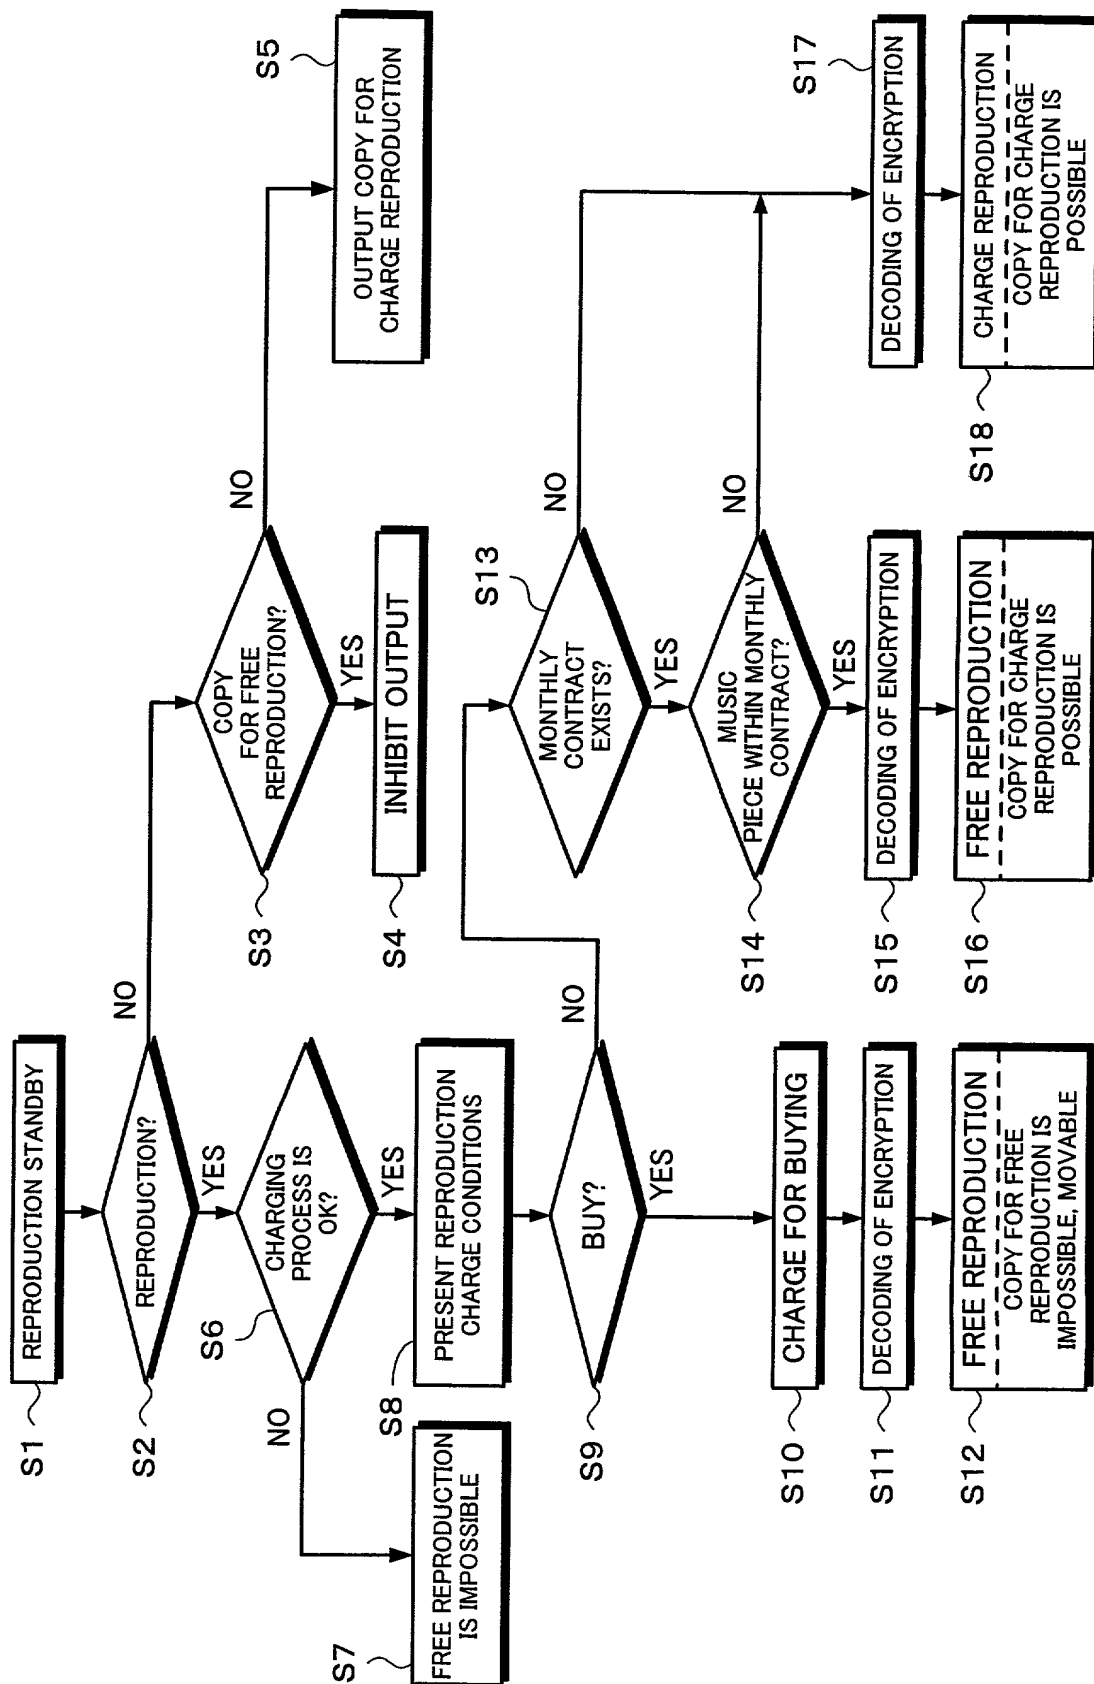 S1
REPRODUCTION STANDBY
S2
REPRODUCTION?
NO
YES
S3
COPY
FOR FREE
REPRODUCTION?
NO
YES
S4
INHIBIT OUTPUT
S5
OUTPUT COPY FOR
CHARGE REPRODUCTION
S6
CHARGING
PROCESS IS
OK?
NO
YES
S7
FREE REPRODUCTION
IS IMPOSSIBLE
S8
PRESENT REPRODUCTION
CHARGE CONDITIONS
S9
BUY?
NO
YES
S10
CHARGE FOR BUYING
S11
DECODING OF ENCRYPTION
S12
FREE REPRODUCTION
COPY FOR FREE
REPRODUCTION IS
IMPOSSIBLE, MOVABLE
S13
MONTHLY
CONTRACT
EXISTS?
NO
YES
S14
MUSIC
PIECE WITHIN MONTHLY
CONTRACT?
NO
YES
S15
DECODING OF ENCRYPTION
S16
FREE REPRODUCTION
COPY FOR CHARGE
REPRODUCTION IS
POSSIBLE
S17
DECODING OF ENCRYPTION
S18
CHARGE REPRODUCTION
COPY FOR CHARGE
REPRODUCTION IS
POSSIBLE